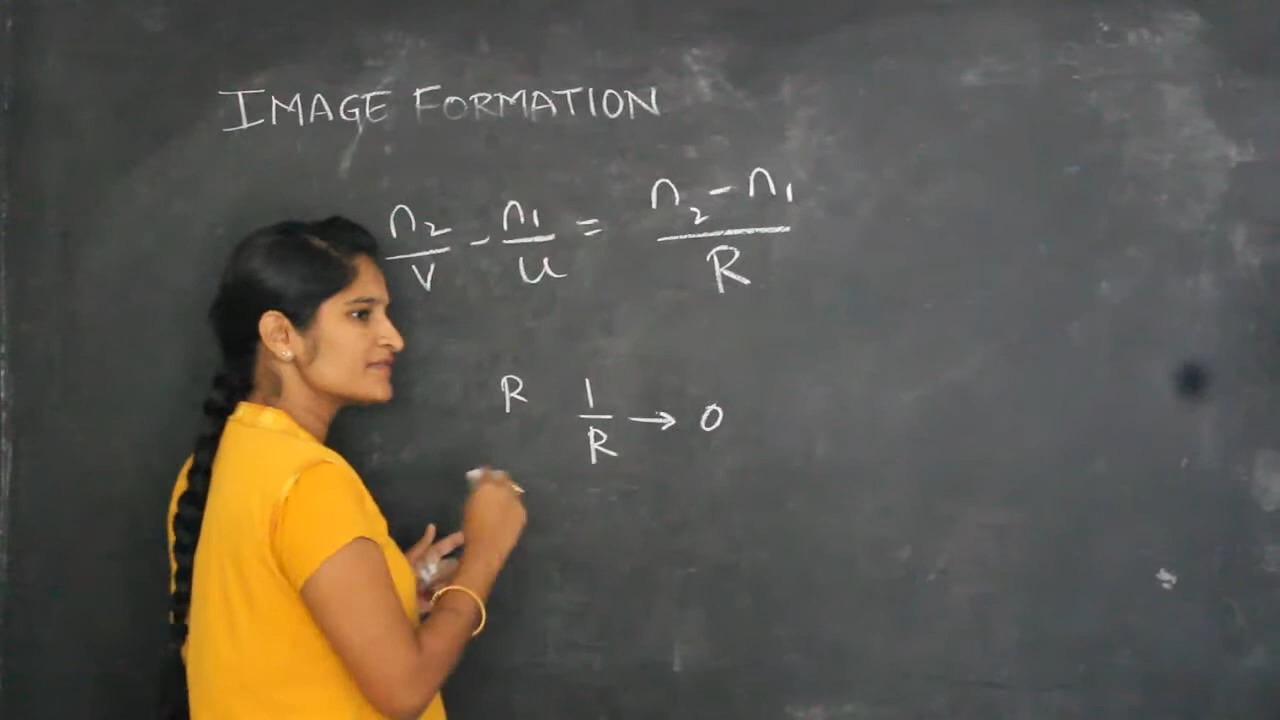 IMAGE FORMATION
n₂/v - n₁/u = (n₂ - n₁)/R
R 1/R → 0